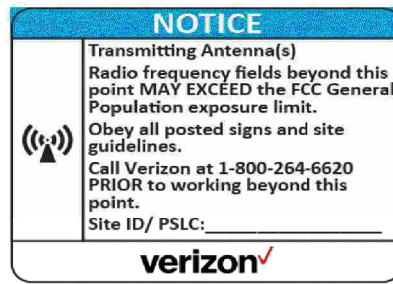 NOTICE
Transmitting Antenna(s)
Radio frequency fields beyond this
point MAY EXCEED the FCC General
Population exposure limit.
Obey all posted signs and site
guidelines.
Call Verizon at 1-800-264-6620
PRIOR to working beyond this
point.
Site ID/ PSLC:___________________
verizon✓